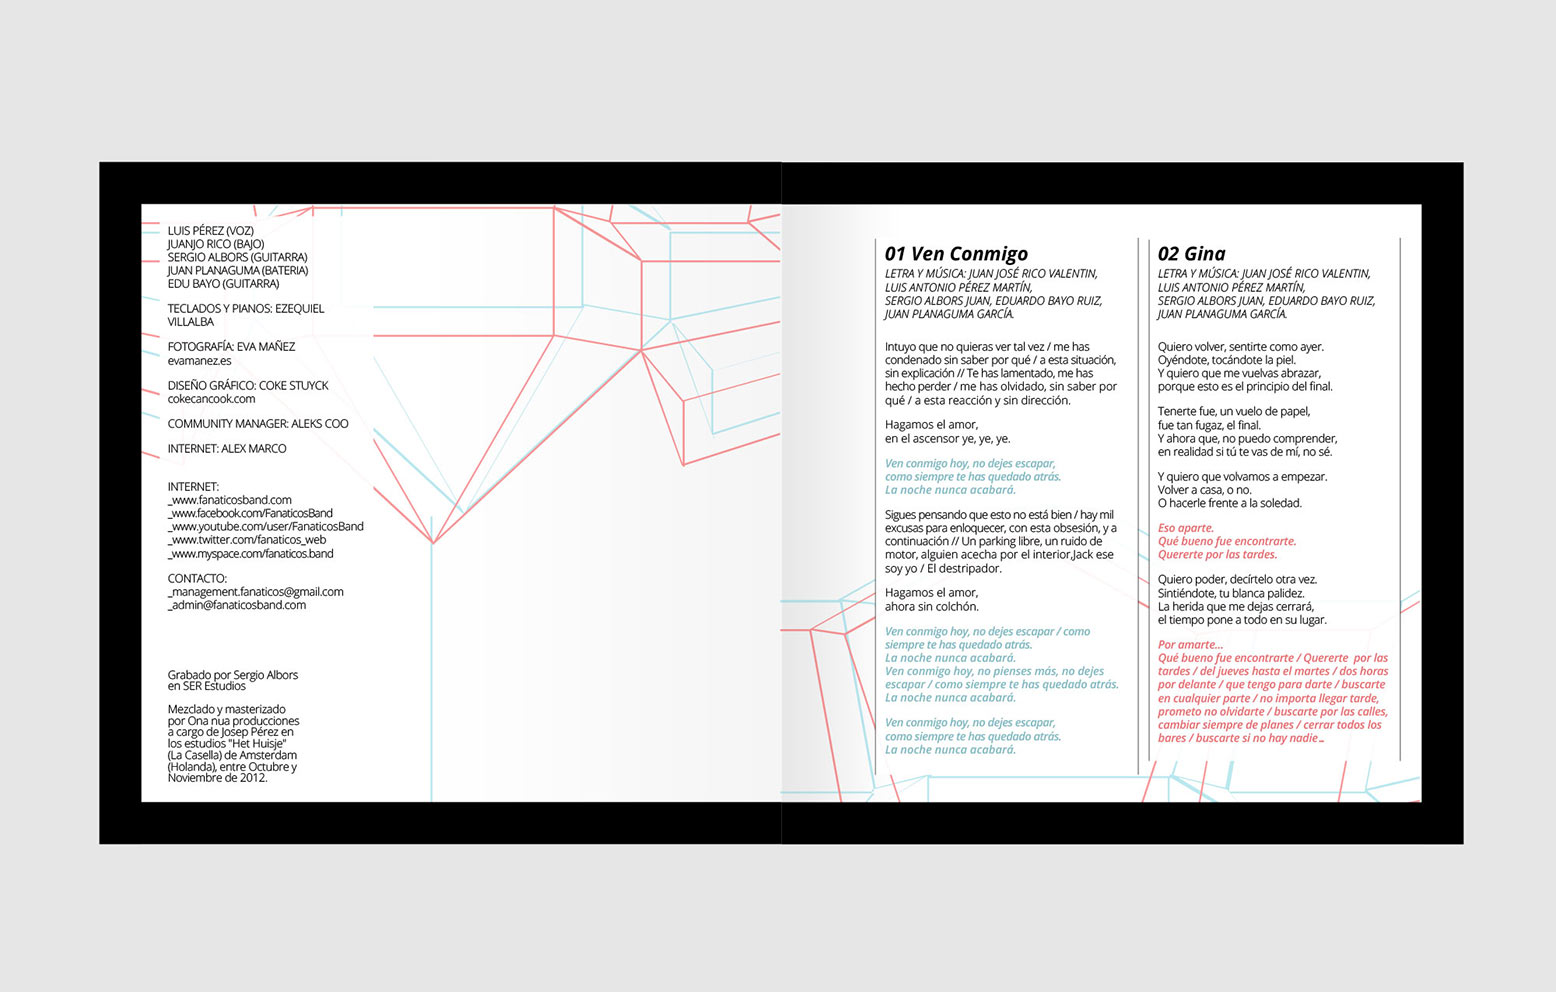 LUIS PÉREZ (VOZ)
JUANJO RICO (BAJO)
SERGIO ALBORS (GUITARRA)
JUAN PLANAGUMA (BATERIA)
EDU BAYO (GUITARRA)
TECLADOS Y PIANOS: EZEQUIEL
VILLALBA
FOTOGRAFÍA: EVA MAÑEZ
evamanez.es
DISEÑO GRÁFICO: COKE STUYCK
cokecancook.com
COMMUNITY MANAGER: ALEKS COO
INTERNET: ALEX MARCO
INTERNET:
_www.fanaticosband.com
_www.facebook.com/FanaticosBand
_www.youtube.com/user/FanaticosBand
_www.twitter.com/fanaticos_web
_www.myspace.com/fanaticos.band
CONTACTO:
_management.fanaticos@gmail.com
_admin@fanaticosband.com
Grabado por Sergio Albors
en SER Estudios
Mezclado y masterizado
por Ona nua producciones
a cargo de Josep Pérez en
los estudios "Het Huisje"
(La Casella) de Amsterdam
(Holanda), entre Octubre y
Noviembre de 2012.
01 Ven Conmigo
LETRA Y MÚSICA: JUAN JOSÉ RICO VALENTIN,
LUIS ANTONIO PÉREZ MARTÍN,
SERGIO ALBORS JUAN, EDUARDO BAYO RUIZ,
JUAN PLANAGUMA GARCÍA.
Intuyo que no quieras ver tal vez / me has
condenado sin saber por qué / a esta situación,
sin explicación // Te has lamentado, me has
hecho perder / me has olvidado, sin saber por
qué / a esta reacción y sin dirección.
Hagamos el amor,
en el ascensor ye, ye, ye.
Ven conmigo hoy, no dejes escapar,
como siempre te has quedado atrás.
La noche nunca acabará.
Sigues pensando que esto no está bien / hay mil
excusas para enloquecer, con esta obsesión, y a
continuación // Un parking libre, un ruido de
motor, alguien acecha por el interior,Jack ese
soy yo / El destripador.
Hagamos el amor,
ahora sin colchón.
Ven conmigo hoy, no dejes escapar / como
siempre te has quedado atrás.
La noche nunca acabará.
Ven conmigo hoy, no pienses más, no dejes
escapar / como siempre te has quedado atrás.
La noche nunca acabará.
Ven conmigo hoy, no dejes escapar,
como siempre te has quedado atrás.
La noche nunca acabará.
02 Gina
LETRA Y MÚSICA: JUAN JOSÉ RICO VALENTIN,
LUIS ANTONIO PÉREZ MARTÍN,
SERGIO ALBORS JUAN, EDUARDO BAYO RUIZ,
JUAN PLANAGUMA GARCÍA.
Quiero volver, sentirte como ayer.
Oyéndote, tocándote la piel.
Y quiero que me vuelvas abrazar,
porque esto es el principio del final.
Tenerte fue, un vuelo de papel,
fue tan fugaz, el final.
Y ahora que, no puedo comprender,
en realidad si tú te vas de mí, no sé.
Y quiero que volvamos a empezar.
Volver a casa, o no.
O hacerle frente a la soledad.
Eso aparte.
Qué bueno fue encontrarte.
Quererte por las tardes.
Quiero poder, decírtelo otra vez.
Sintiéndote, tu blanca palidez.
La herida que me dejas cerrará,
el tiempo pone a todo en su lugar.
Por amarte...
Qué bueno fue encontrarte / Quererte por las
tardes / del jueves hasta el martes / dos horas
por delante / que tengo para darte / buscarte
en cualquier parte / no importa llegar tarde,
prometo no olvidarte / buscarte por las calles,
cambiar siempre de planes / cerrar todos los
bares / buscarte si no hay nadie...